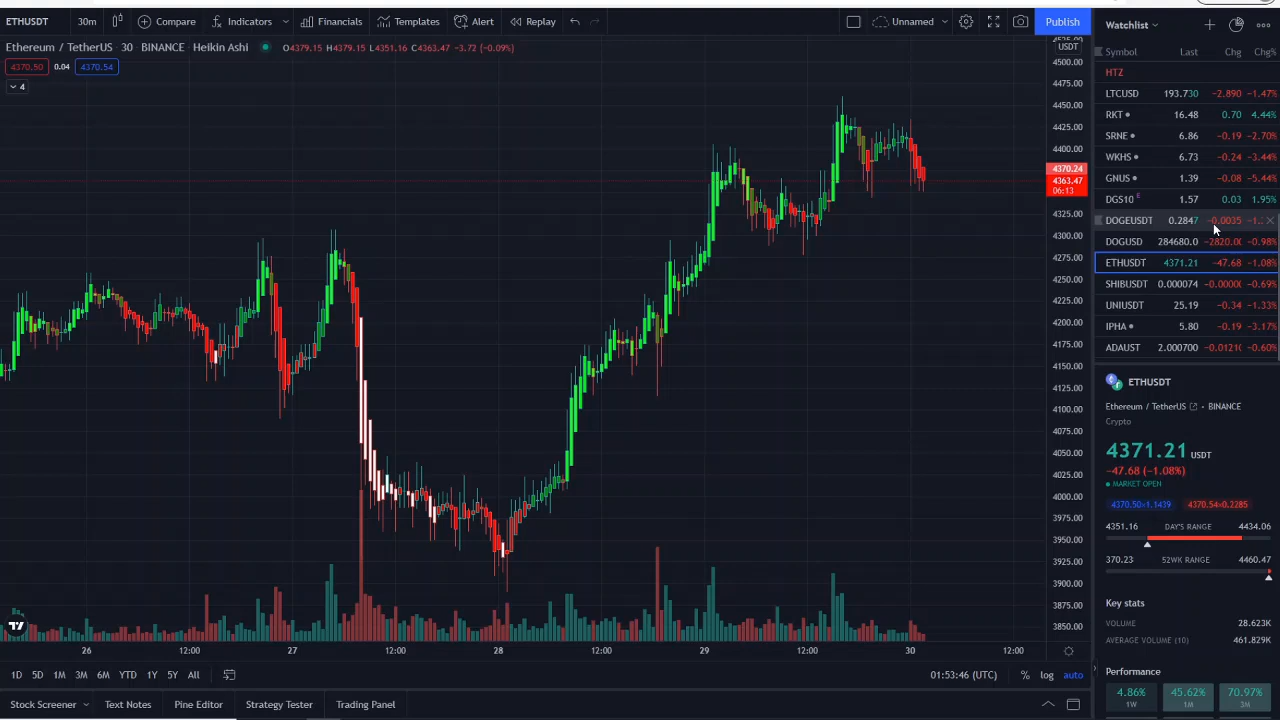 ETHUSDT 30m Compare Indicators Financials Templates Alert Replay Unnamed Publish
Ethereum / TetherUS · 30 BINANCE · Heikin Ashi O4379.15 H4379.15 L4351.16 C4363.47 −3.72 (−0.09%)
4370.50 0.04 4370.54
4
USDT
4500.00
4475.00
4450.00
4425.00
4400.00
4370.24
4363.47
06:13
4325.00
4300.00
4275.00
4250.00
4225.00
4200.00
4175.00
4150.00
4125.00
4100.00
4075.00
4050.00
4025.00
4000.00
3975.00
3950.00
3925.00
3900.00
3875.00
3850.00
26 12:00 27 12:00 28 12:00 29 12:00 30 12:00
1D 5D 1M 3M 6M YTD 1Y 5Y All 01:53:46 (UTC) % log auto
Stock Screener Text Notes Pine Editor Strategy Tester Trading Panel
Watchlist
Symbol Last Chg Chg%
HTZ
LTCUSD 193.730 −2.890 −1.47%
RKT 16.48 0.70 4.44%
SRNE 6.86 −0.19 −2.70%
WKHS 6.73 −0.24 −3.44%
GNUS 1.39 −0.08 −5.44%
DGS10 E 1.57 0.03 1.95%
DOGEUSDT 0.2847 −0.0035
DOGUSD 284680.0 −0.98%
ETHUSDT 4371.21 −47.68 −1.08%
SHIBUSDT 0.000074 −0.69%
UNIUSDT 25.19 −0.34 −1.33%
IPHA 5.80 −0.19 −3.17%
ADAUST 2.000700 −0.60%
ETHUSDT
Ethereum / TetherUS · BINANCE
Crypto
4371.21 USDT
−47.68 (−1.08%)
MARKET OPEN
4370.50×1.1439 4370.54×0.2285
4351.16 DAY'S RANGE 4434.06
370.23 52WK RANGE 4460.47
Key stats
VOLUME 28.623K
AVERAGE VOLUME (10) 461.829K
Performance
4.86% 45.62% 70.97%
1W 1M 3M